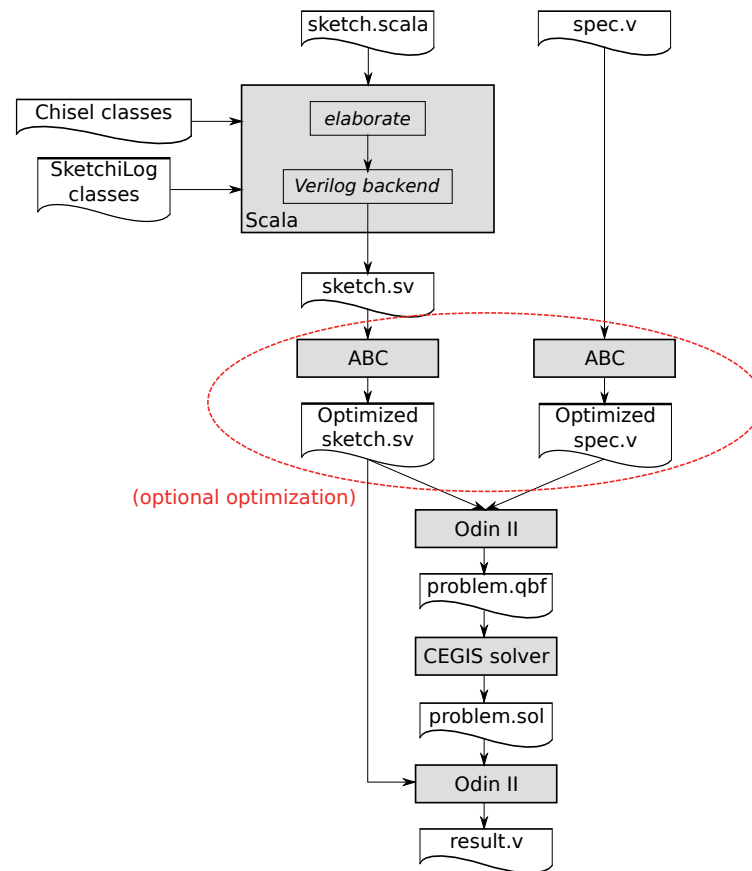 sketch.scala
spec.v
Chisel classes
elaborate
SketchiLog
classes
Verilog backend
Scala
sketch.sv
ABC
ABC
Optimized
sketch.sv
Optimized
spec.v
(optional optimization)
Odin II
problem.qbf
CEGIS solver
problem.sol
Odin II
result.v